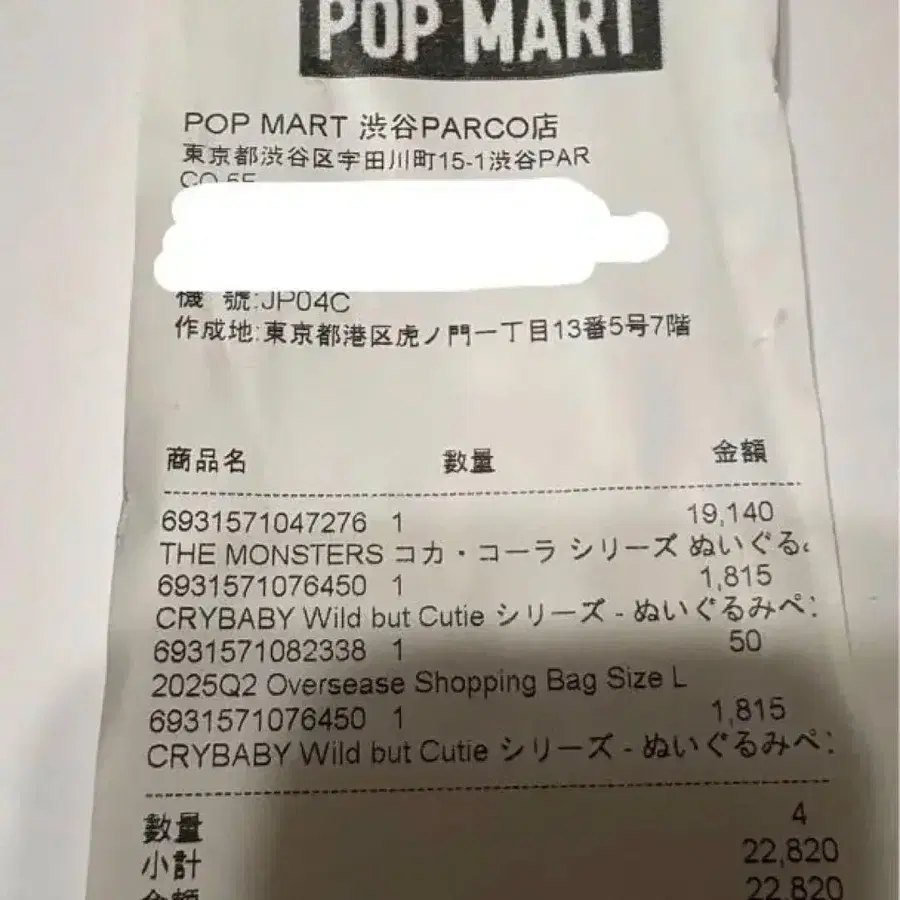 POP MART
POP MART 渋谷PARCO店
東京都渋谷区宇田川町15-1渋谷PAR
CO 5F
機 號:JP04C
作成地:東京都港区虎ノ門一丁目13番5号7階
商品名 數量 金額
6931571047276 1 19,140
THE MONSTERS コカ・コーラ シリーズ ぬいぐる
6931571076450 1 1,815
CRYBABY Wild but Cutie シリーズ - ぬいぐるみペ
6931571082338 1 50
2025Q2 Oversease Shopping Bag Size L
6931571076450 1 1,815
CRYBABY Wild but Cutie シリーズ - ぬいぐるみペ
數量 4
小計 22,820
金額 22,820